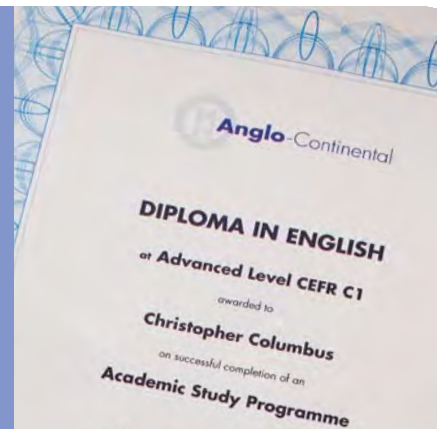 Anglo-Continental
DIPLOMA IN ENGLISH
at Advanced Level CEFR C1
awarded to
Christopher Columbus
on successful completion of an
Academic Study Programme